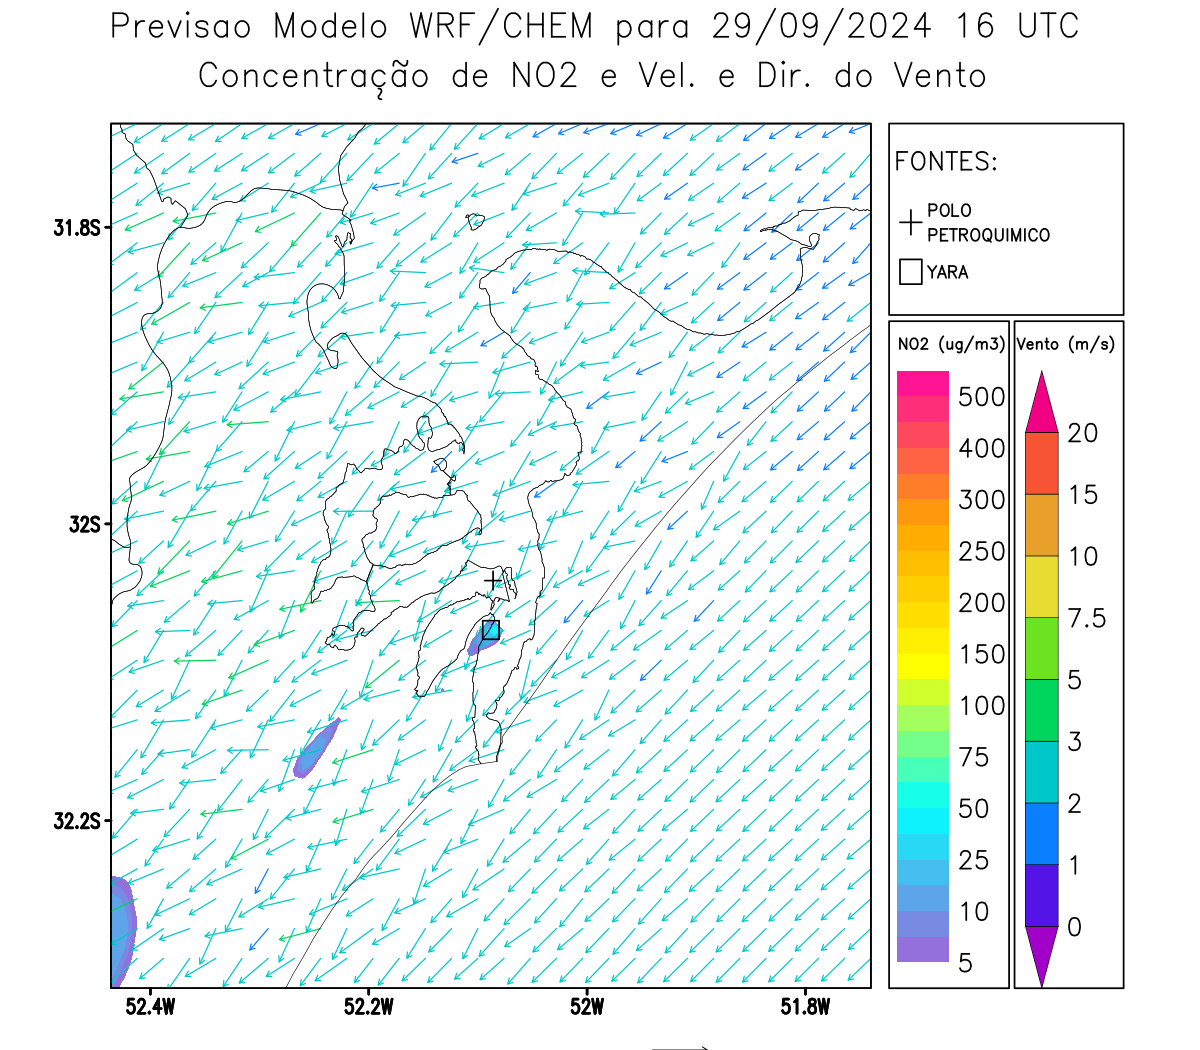 Previsao Modelo WRF/CHEM para 29/09/2024 16 UTC
Concentração de NO2 e Vel. e Dir. do Vento
FONTES:
POLO
PETROQUIMICO
YARA
NO2 (ug/m3)
500
400
300
250
200
150
100
75
50
25
10
5
Vento (m/s)
20
15
10
7.5
5
3
2
1
0
31.8S
32S
32.2S
52.4W
52.2W
52W
51.8W